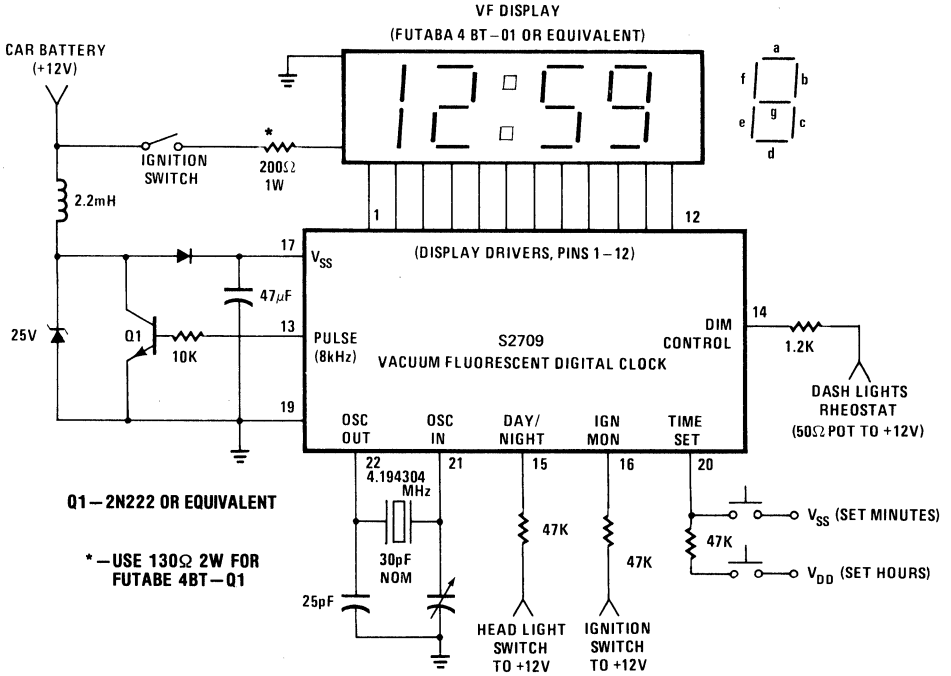 VF DISPLAY
(FUTABA 4 BT–01 OR EQUIVALENT)
CAR BATTERY
(+12V)
a
f
b
g
e
c
d
*
IGNITION
SWITCH
200Ω
1W
2.2mH
1
12
17
VSS
(DISPLAY DRIVERS, PINS 1–12)
47µF
14
25V
Q1
10K
13
PULSE
(8kHz)
S2709
VACUUM FLUORESCENT DIGITAL CLOCK
DIM
CONTROL
1.2K
DASH LIGHTS
RHEOSTAT
(50Ω POT TO +12V)
19
OSC
OUT
OSC
IN
DAY/
NIGHT
IGN
MON
TIME
SET
22
21
15
16
20
4.194304
MHz
Q1–2N222 OR EQUIVALENT
VSS (SET MINUTES)
47K
47K
47K
30pF
NOM
*–USE 130Ω 2W FOR
FUTABE 4BT–Q1
VDD (SET HOURS)
25pF
HEAD LIGHT
SWITCH
TO +12V
IGNITION
SWITCH
TO +12V
12:59